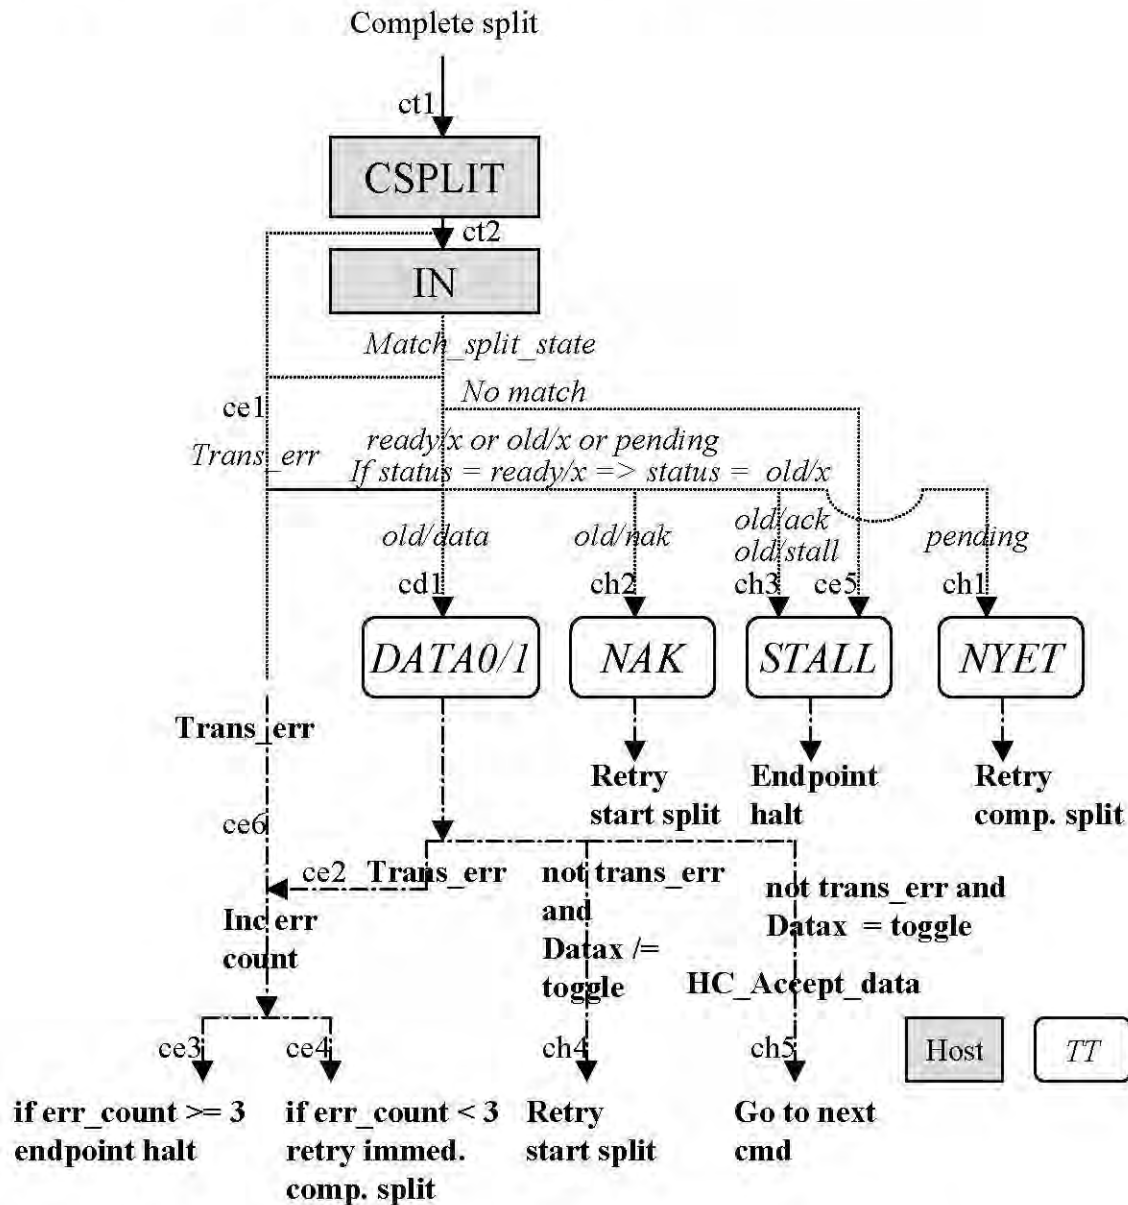 Complete split
ct1
CSPLIT
ct2
IN
Match_split_state
No match
ce1
Trans_err
ready/x or old/x or pending
If status = ready/x => status = old/x
old/data
old/nak
old/ack
old/stall
pending
cd1
ch2
ch3
ce5
ch1
DATA0/1
NAK
STALL
NYET
Trans_err
Retry
start split
Endpoint
halt
Retry
comp. split
ce6
ce2
Trans_err
not trans_err
and
Datax /=
toggle
not trans_err and
Datax = toggle
Inc err
count
HC_Accept_data
ce3
ce4
ch4
ch5
Host
TT
if err_count >= 3
endpoint halt
if err_count < 3
retry immed.
comp. split
Retry
start split
Go to next
cmd